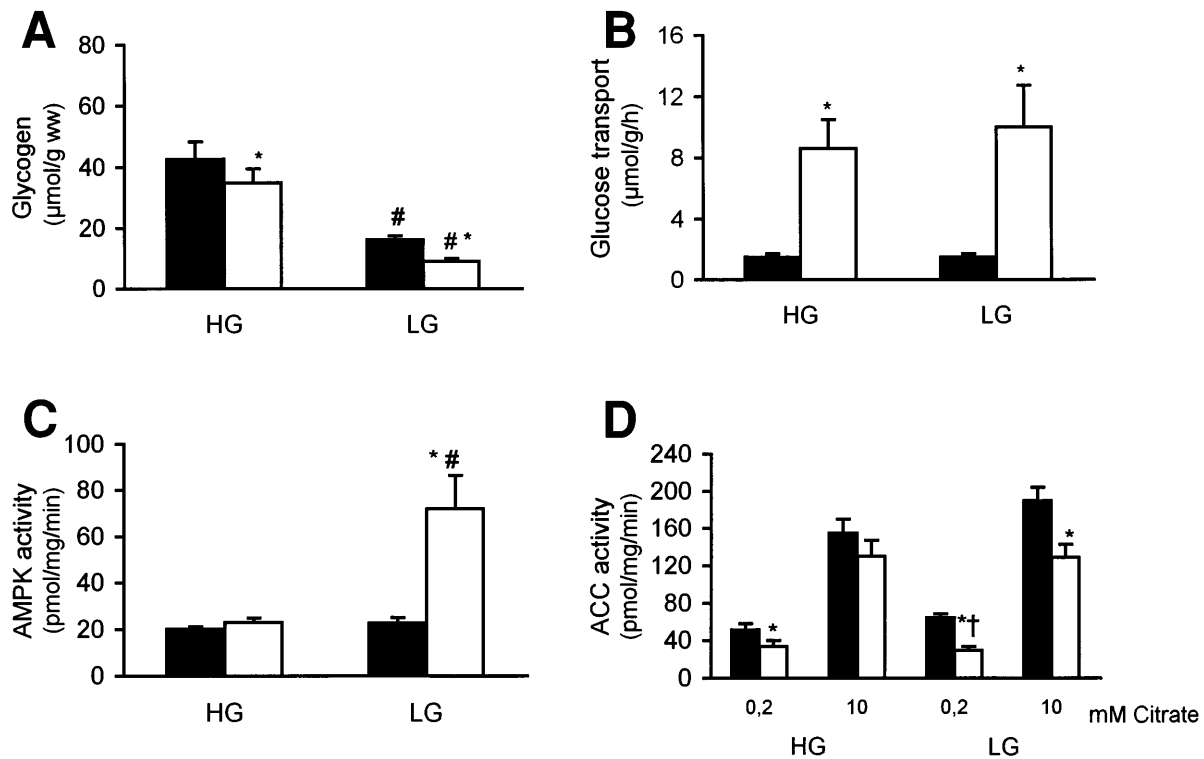 A
80
60
40
20
0
Glycogen
(µmol/g ww)
*
#
# *
HG LG
B
16
12
8
4
0
Glucose transport
(µmol/g/h)
*
*
HG LG
C
100
80
60
40
20
0
AMPK activity
(pmol/mg/min)
* #
HG LG
D
240
200
160
120
80
40
0
ACC activity
(pmol/mg/min)
*
*†
*
0,2 10 0,2 10 mM Citrate
HG LG